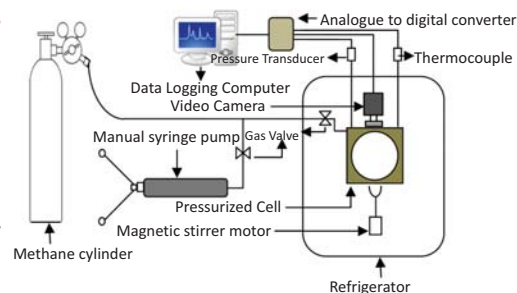 Analogue to digital converter
Pressure Transducer
Thermocouple
Data Logging Computer
Video Camera
Manual syringe pump
Gas Valve
Pressurized Cell
Magnetic stirrer motor
Methane cylinder
Refrigerator